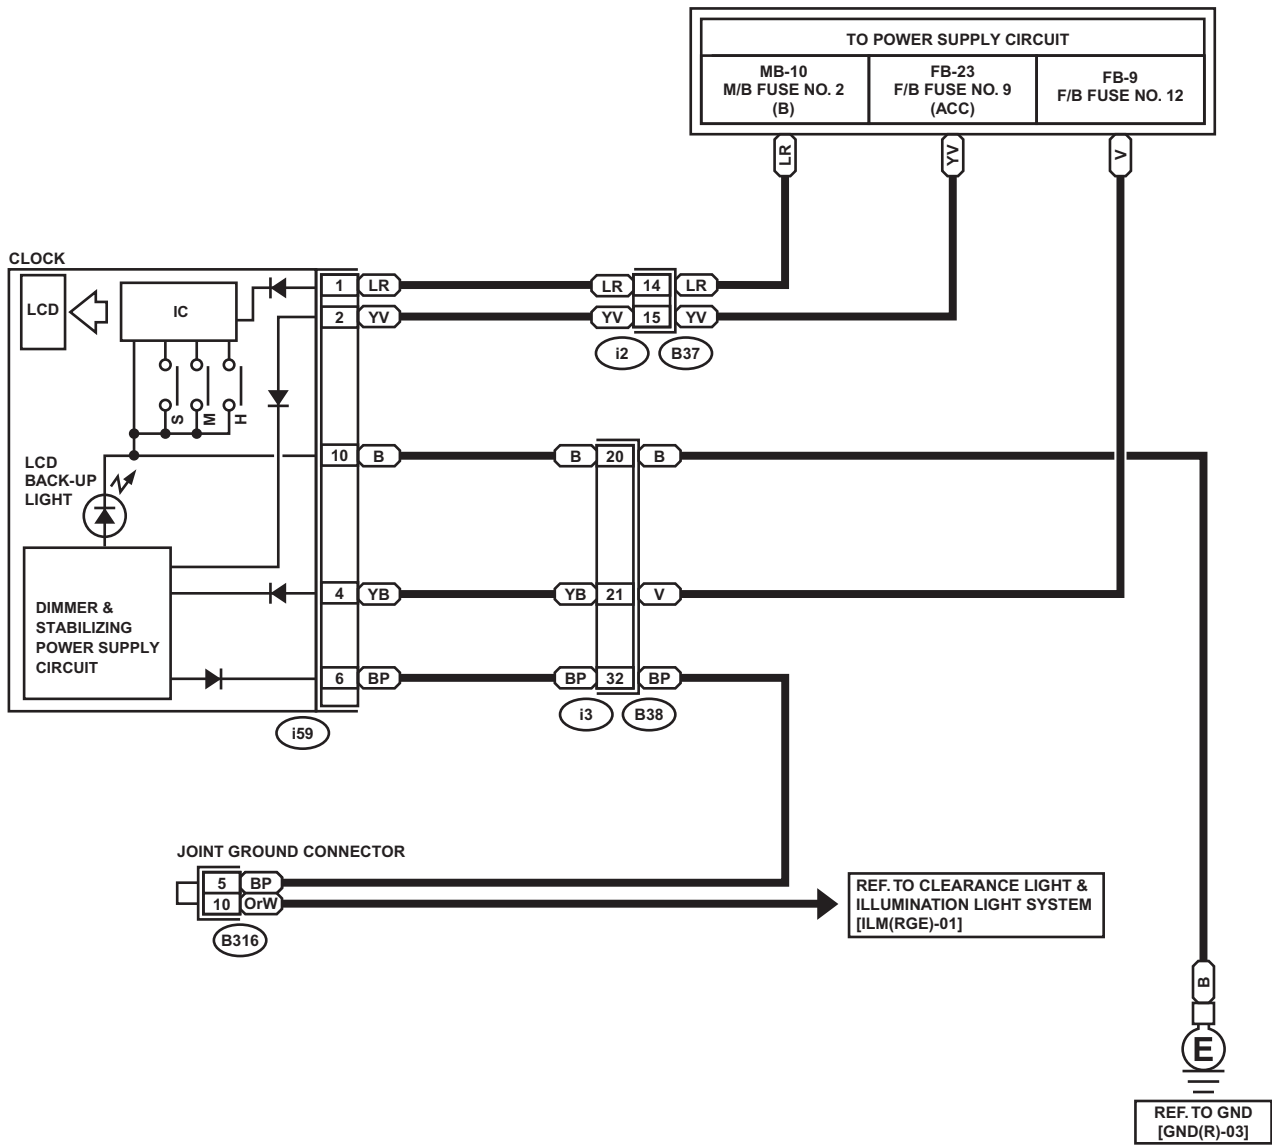 TO POWER SUPPLY CIRCUIT
MB-10
M/B FUSE NO. 2
(B)
FB-23
F/B FUSE NO. 9
(ACC)
FB-9
F/B FUSE NO. 12
LR
YV
V
CLOCK
LCD
IC
1 LR
LR 14 LR
2 YV
YV 15 YV
i2
B37
S
M
H
LCD
BACK-UP
LIGHT
10 B
B 20 B
DIMMER &
STABILIZING
POWER SUPPLY
CIRCUIT
4 YB
YB 21 V
6 BP
BP 32 BP
i59
i3
B38
JOINT GROUND CONNECTOR
5 BP
10 OrW
B316
REF. TO CLEARANCE LIGHT &
ILLUMINATION LIGHT SYSTEM
[ILM(RGE)-01]
B
E
REF. TO GND
[GND(R)-03]